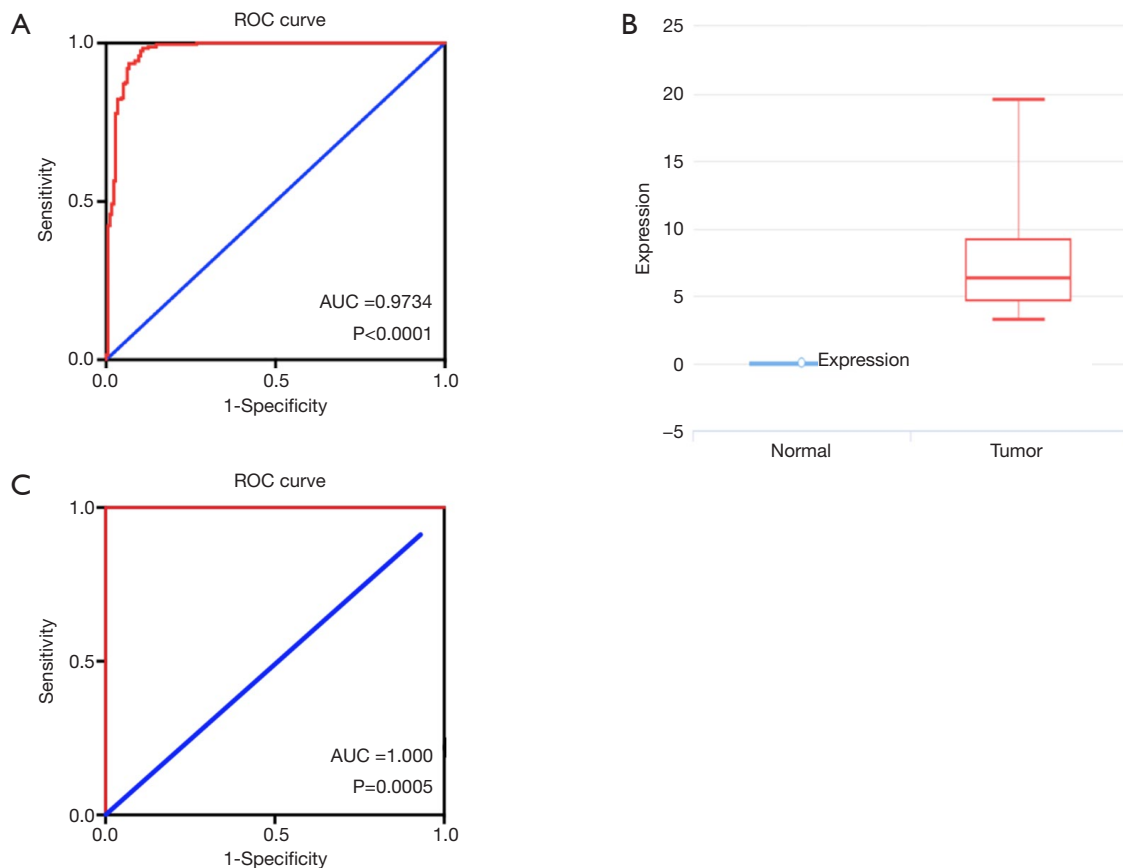 A
ROC curve
1.0
0.5
0.0
Sensitivity
AUC =0.9734
P<0.0001
0.0
0.5
1.0
1-Specificity
B
25
20
15
10
5
0
−5
Expression
Expression
Normal
Tumor
C
ROC curve
1.0
0.5
0.0
Sensitivity
AUC =1.000
P=0.0005
0.0
0.5
1.0
1-Specificity